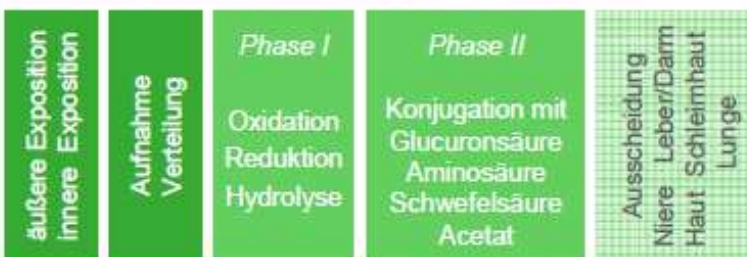 äußere Exposition
innere Exposition
Aufnahme
Verteilung
Phase I
Oxidation
Reduktion
Hydrolyse
Phase II
Konjugation mit
Glucuronsäure
Aminosäure
Schwefelsäure
Acetat
Ausscheidung
Niere Leber/Darm
Haut Schleimhaut
Lunge